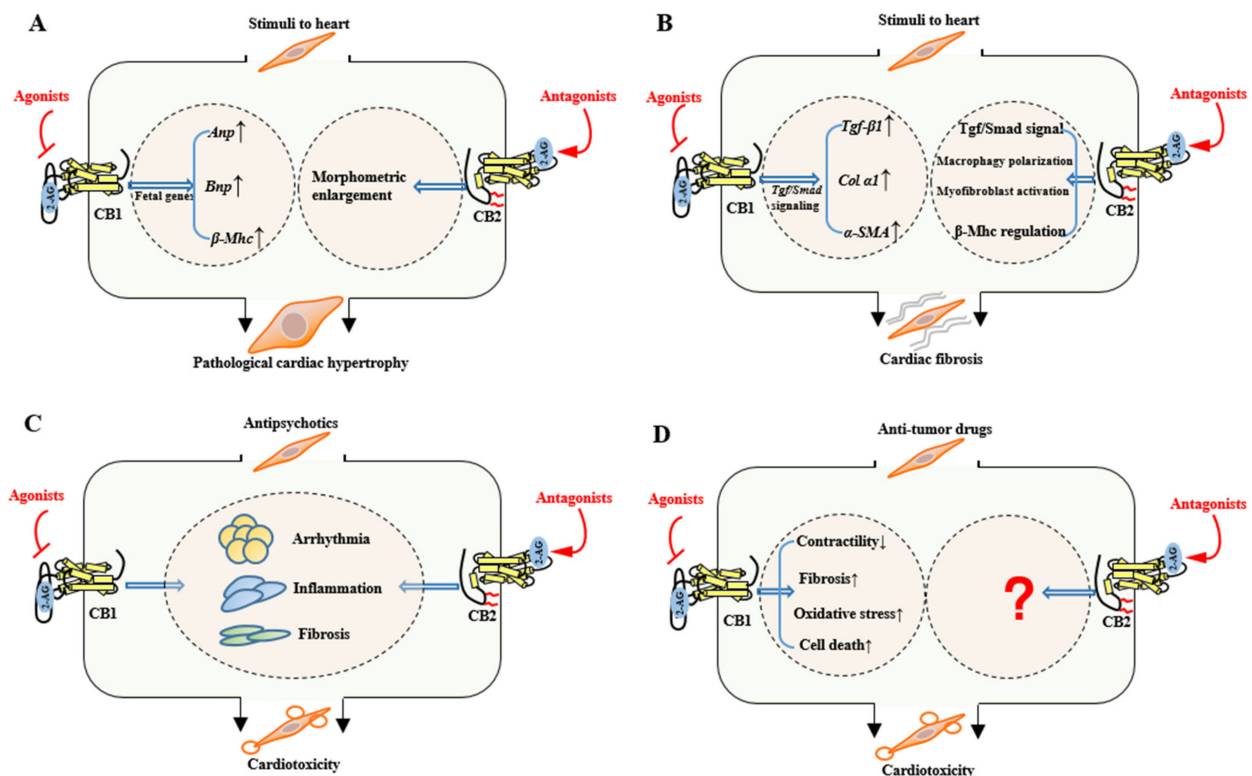 A
Stimuli to heart
Agonists
Antagonists
2-AG
CB1
Fetal genes
Anp↑
Bnp↑
β-Mhc↑
Morphometric
enlargement
2-AG
CB2
Pathological cardiac hypertrophy
B
Stimuli to heart
Agonists
Antagonists
2-AG
CB1
Tgf/Smad
signaling
Tgf-β1↑
Col α1↑
α-SMA↑
Tgf/Smad signal
Macrophagy polarization
Myofibroblast activation
β-Mhc regulation
2-AG
CB2
Cardiac fibrosis
C
Antipsychotics
Agonists
Antagonists
2-AG
CB1
Arrhythmia
Inflammation
Fibrosis
2-AG
CB2
Cardiotoxicity
D
Anti-tumor drugs
Agonists
Antagonists
2-AG
CB1
Contractility↓
Fibrosis↑
Oxidative stress↑
Cell death↑
?
2-AG
CB2
Cardiotoxicity